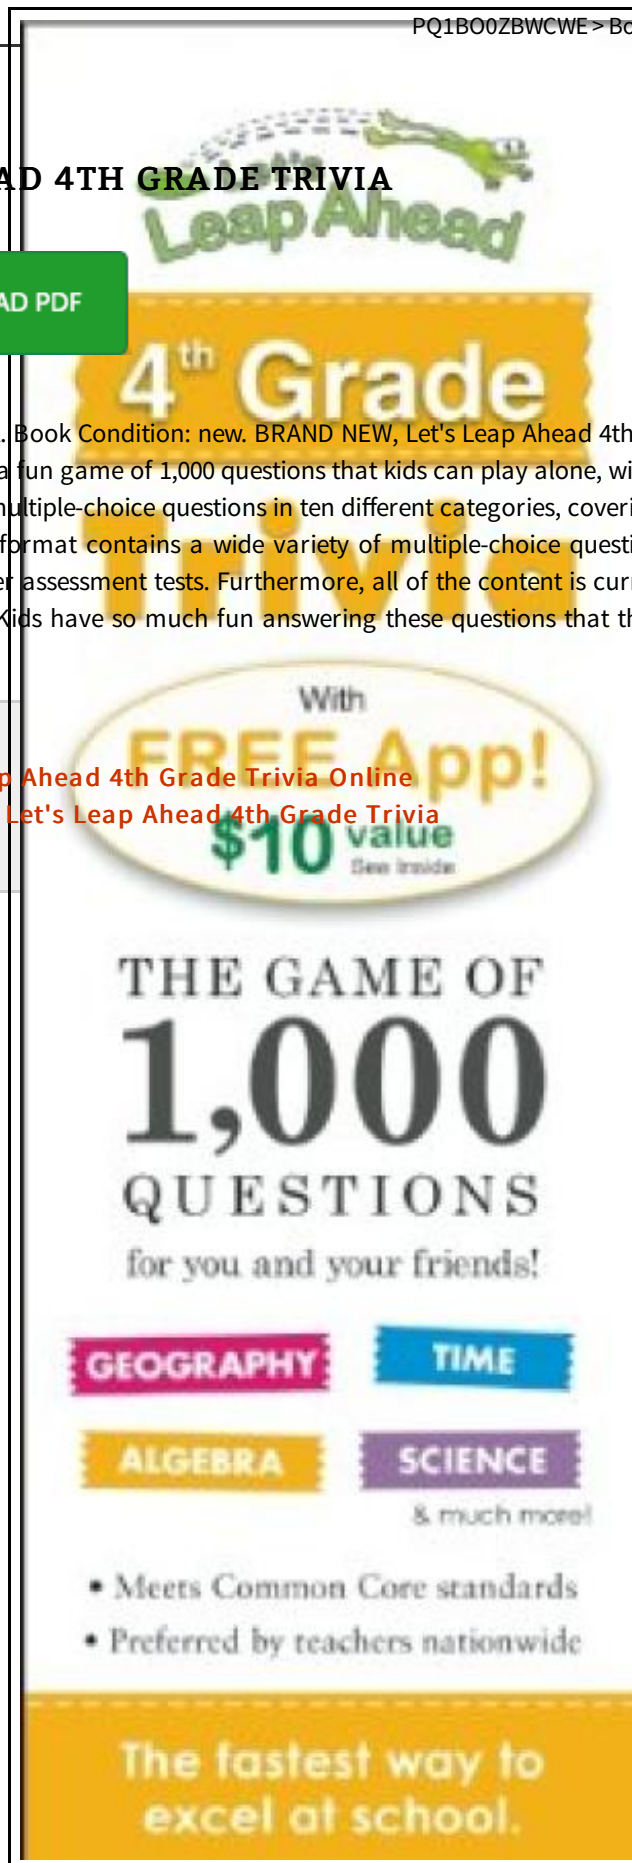 PQ1BO0ZBWCWE > Bo
Let's
AD 4TH GRADE TRIVIA
Leap Ahead
AD PDF
4th Grade
. Book Condition: new. BRAND NEW, Let's Leap Ahead 4th
a fun game of 1,000 questions that kids can play alone, wi
multiple-choice questions in ten different categories, coveri
format contains a wide variety of multiple-choice questi
Trivia
er assessment tests. Furthermore, all of the content is curr
Kids have so much fun answering these questions that th
With
FREE App!
p Ahead 4th Grade Trivia Online
Let's Leap Ahead 4th Grade Trivia
$10 value
See Inside
THE GAME OF
1,000
QUESTIONS
for you and your friends!
GEOGRAPHY TIME
ALGEBRA SCIENCE
& much more!
• Meets Common Core standards
• Preferred by teachers nationwide
The fastest way to
excel at school.